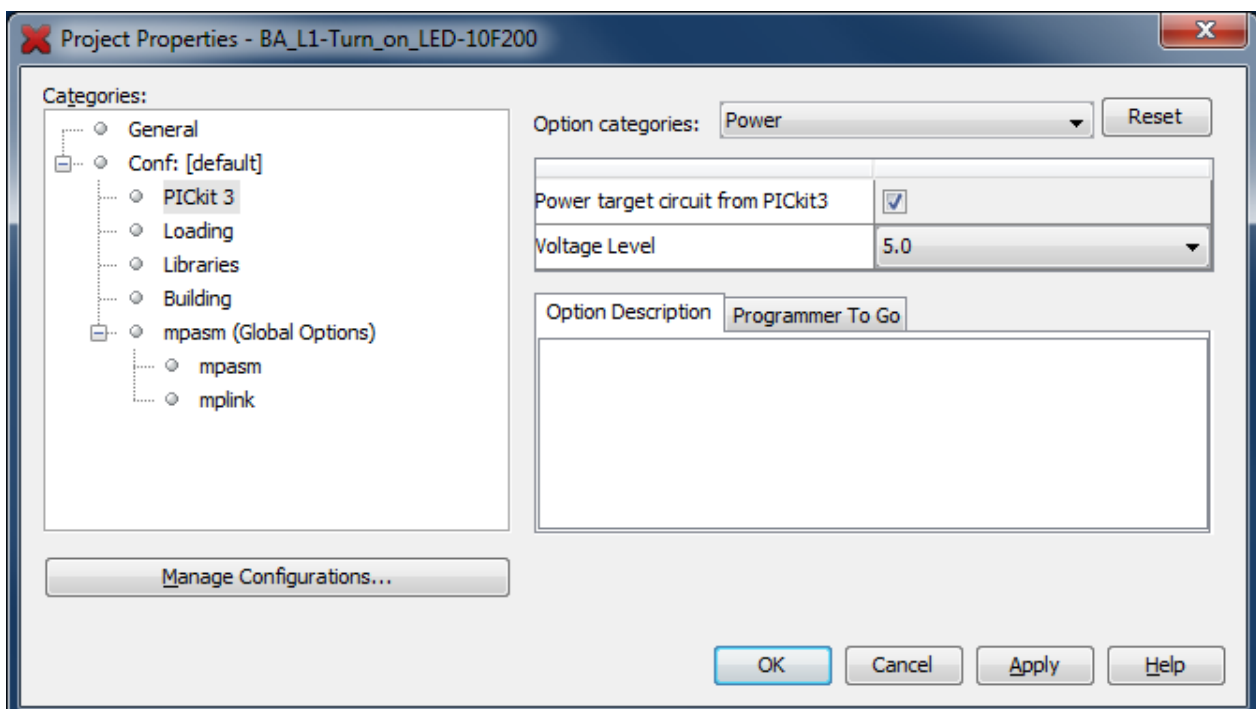 Project Properties - BA_L1-Turn_on_LED-10F200
x
Categories:
General
Conf: [default]
PICkit 3
Loading
Libraries
Building
mpasm (Global Options)
mpasm
mplink
Manage Configurations...
Option categories: Power Reset
Power target circuit from PICkit3
Voltage Level 5.0
Option Description Programmer To Go
OK Cancel Apply Help